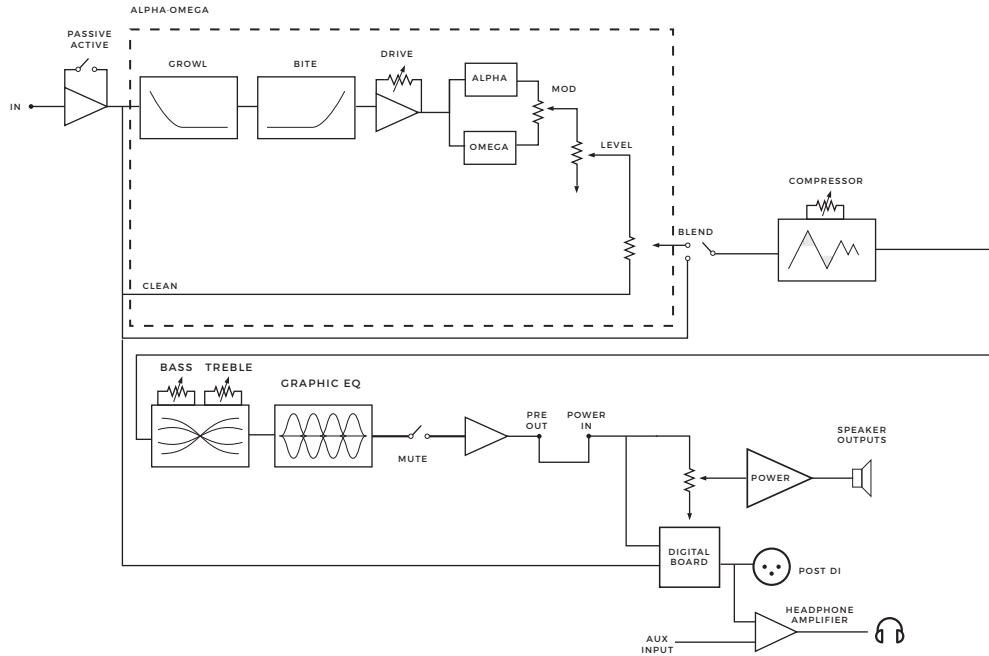 ALPHA·OMEGA
PASSIVE
ACTIVE
GROWL
BITE
DRIVE
ALPHA
MOD
IN
OMEGA
LEVEL
COMPRESSOR
BLEND
CLEAN
BASS
TREBLE
GRAPHIC EQ
MUTE
PRE
OUT
POWER
IN
SPEAKER
OUTPUTS
POWER
DIGITAL
BOARD
POST DI
HEADPHONE
AMPLIFIER
AUX
INPUT